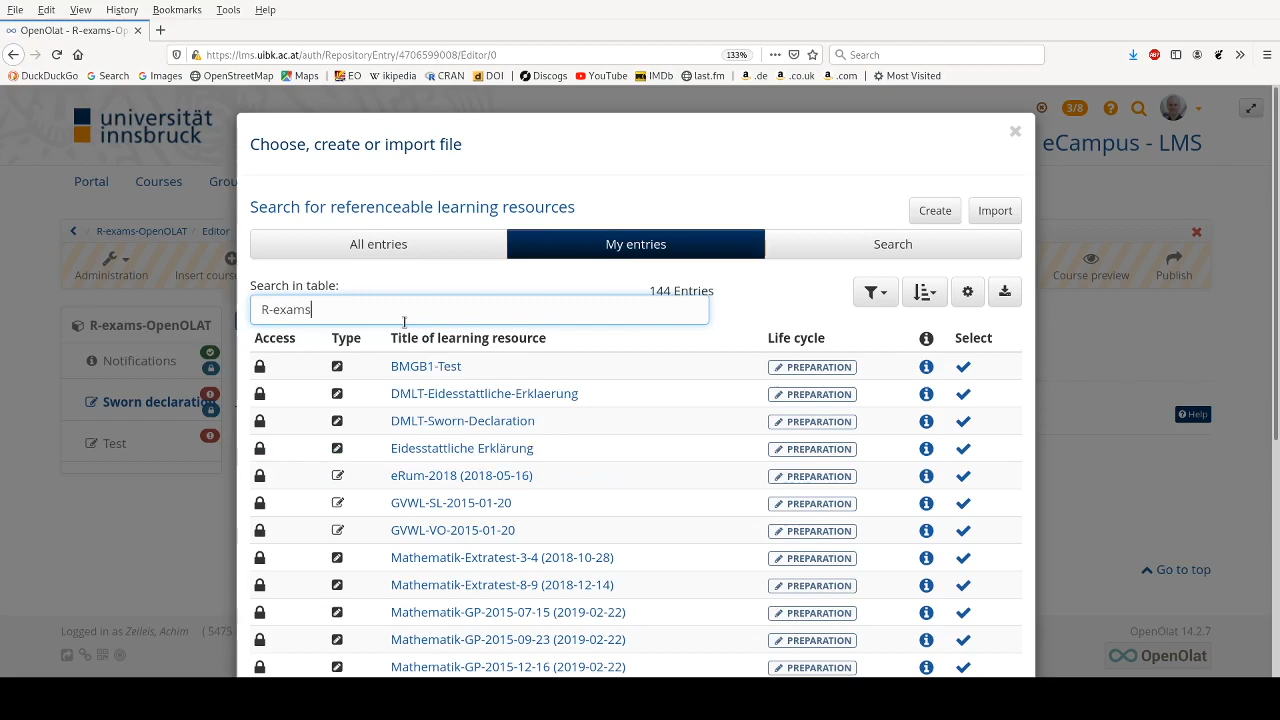 File Edit View History Bookmarks Tools Help
OpenOlat - R-exams-Op
https://lms.uibk.ac.at/auth/RepositoryEntry/4706599008/Editor/0 133% Search
DuckDuckGo Search Images OpenStreetMap Maps EO wikipedia CRAN DOI Discogs YouTube IMDb last.fm .de .co.uk .com Most Visited
universität
innsbruck
3/8
eCampus - LMS
Portal Courses Grou
R-exams-OpenOLAT Editor
Administration Insert cours Course preview Publish
R-exams-OpenOLAT
Notifications
Sworn declaration
Test
Help
Go to top
Choose, create or import file
Search for referenceable learning resources
Create Import
All entries My entries Search
Search in table:
144 Entries
R-exams
Access Type Title of learning resource Life cycle Select
BMGB1-Test PREPARATION
DMLT-Eidesstattliche-Erklaerung PREPARATION
DMLT-Sworn-Declaration PREPARATION
Eidesstattliche Erklärung PREPARATION
eRum-2018 (2018-05-16) PREPARATION
GVWL-SL-2015-01-20 PREPARATION
GVWL-VO-2015-01-20 PREPARATION
Mathematik-Extratest-3-4 (2018-10-28) PREPARATION
Mathematik-Extratest-8-9 (2018-12-14) PREPARATION
Mathematik-GP-2015-07-15 (2019-02-22) PREPARATION
Mathematik-GP-2015-09-23 (2019-02-22) PREPARATION
Mathematik-GP-2015-12-16 (2019-02-22) PREPARATION
Logged in as Zeileis, Achim ( 5475
OpenOlat 14.2.7
OpenOlat